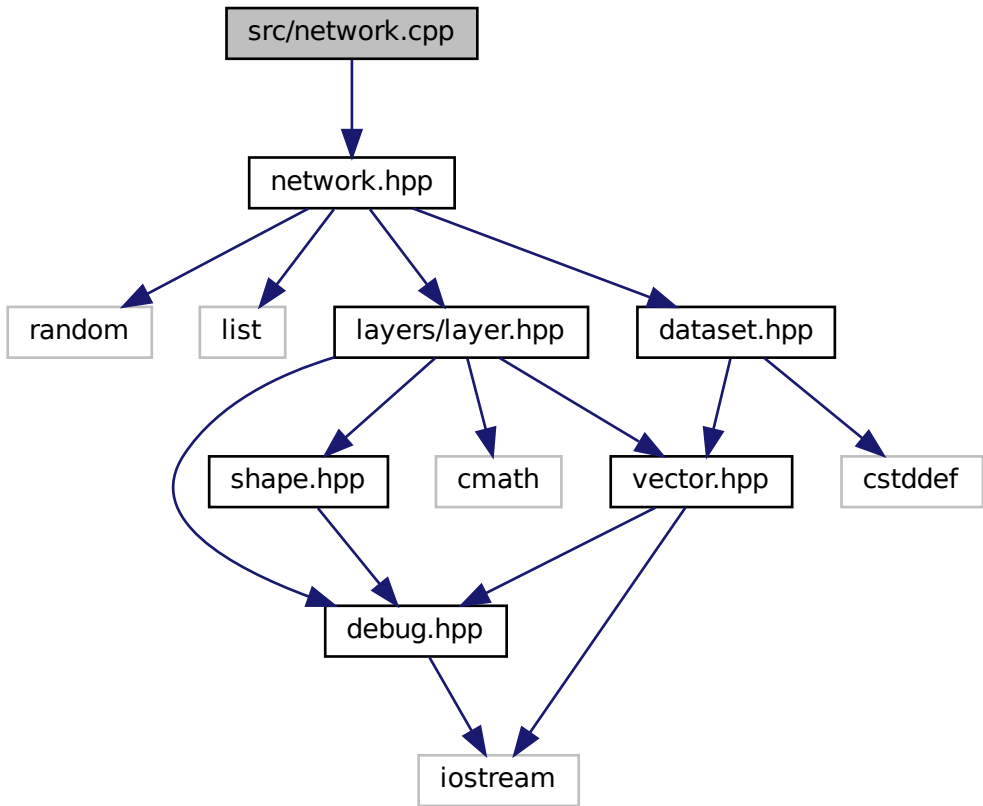 src/network.cpp
network.hpp
random
list
layers/layer.hpp
dataset.hpp
shape.hpp
cmath
vector.hpp
cstddef
debug.hpp
iostream